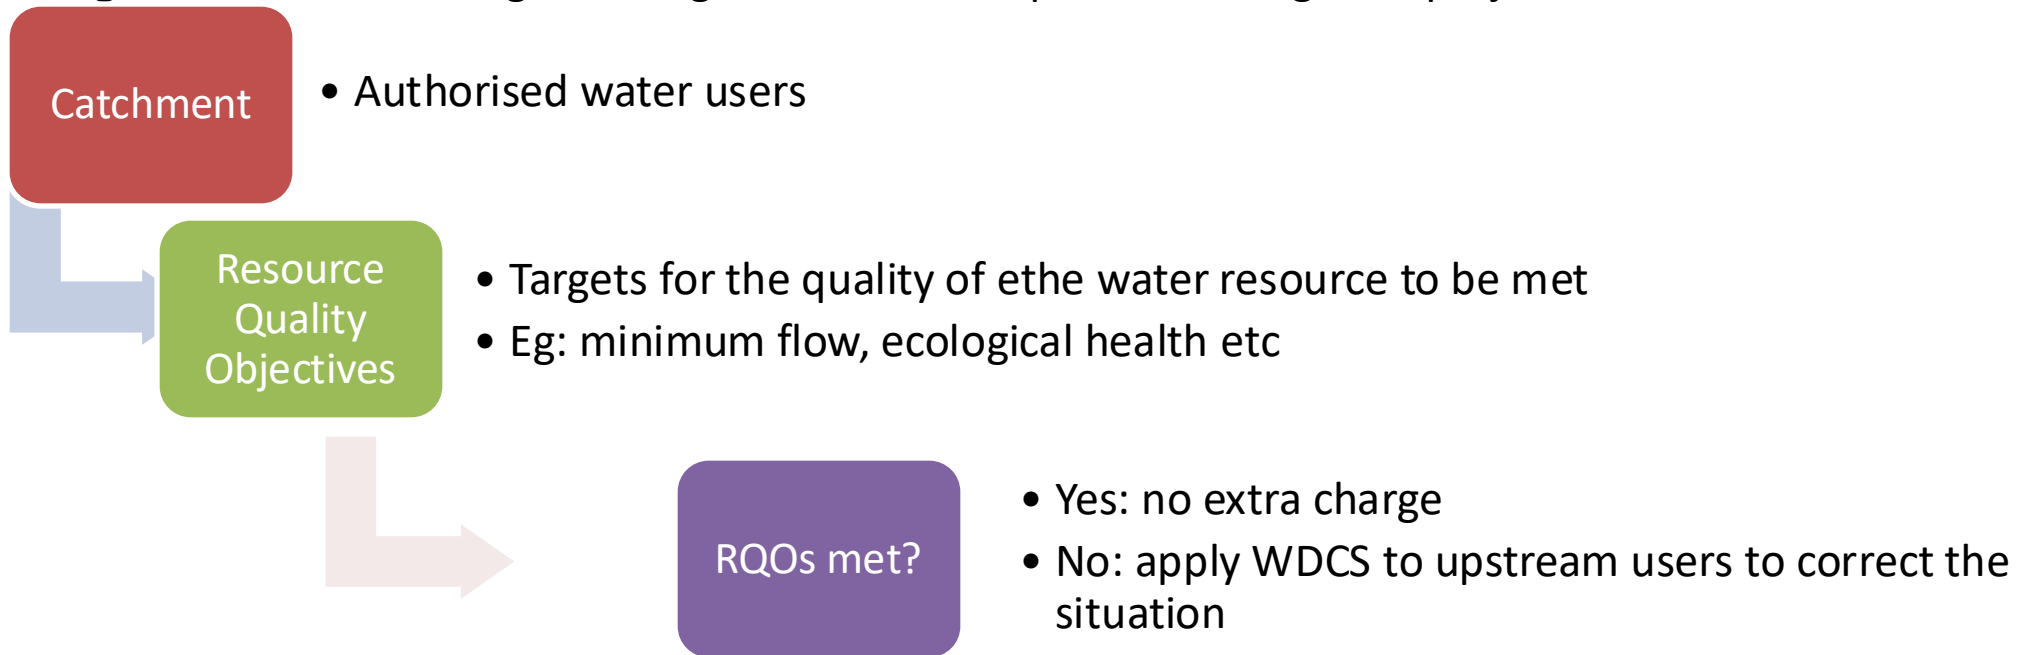 Catchment
• Authorised water users
Resource
Quality
Objectives
• Targets for the quality of ethe water resource to be met
• Eg: minimum flow, ecological health etc
RQOs met?
• Yes: no extra charge
• No: apply WDCS to upstream users to correct the
situation